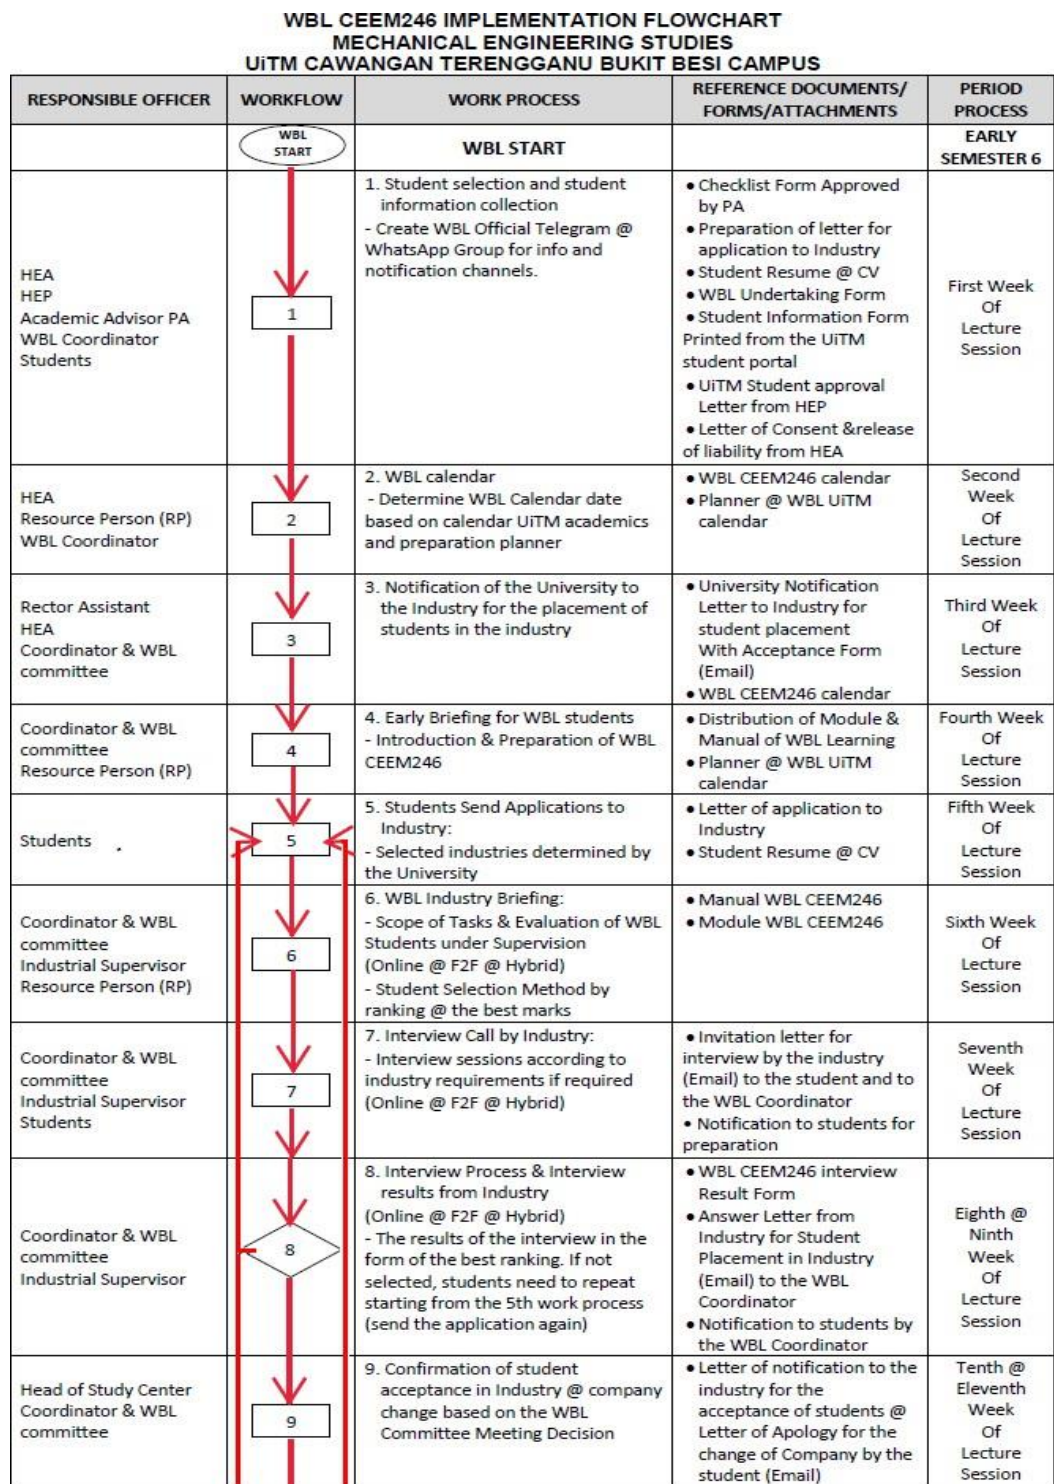 WBL CEEM246 IMPLEMENTATION FLOWCHART
MECHANICAL ENGINEERING STUDIES
UiTM CAWANGAN TERENGGANU BUKIT BESI CAMPUS
RESPONSIBLE OFFICER
WORKFLOW
WORK PROCESS
REFERENCE DOCUMENTS/
FORMS/ATTACHMENTS
PERIOD
PROCESS
WBL
START
WBL START
EARLY
SEMESTER 6
HEA
HEP
Academic Advisor PA
WBL Coordinator
Students
1
1. Student selection and student
information collection
- Create WBL Official Telegram @
WhatsApp Group for info and
notification channels.
• Checklist Form Approved
by PA
• Preparation of letter for
application to Industry
• Student Resume @ CV
• WBL Undertaking Form
• Student Information Form
Printed from the UiTM
student portal
• UiTM Student approval
Letter from HEP
• Letter of Consent &release
of liability from HEA
First Week
Of
Lecture
Session
HEA
Resource Person (RP)
WBL Coordinator
2
2. WBL calendar
- Determine WBL Calendar date
based on calendar UiTM academics
and preparation planner
• WBL CEEM246 calendar
• Planner @ WBL UiTM
calendar
Second
Week
Of
Lecture
Session
Rector Assistant
HEA
Coordinator & WBL
committee
3
3. Notification of the University to
the Industry for the placement of
students in the industry
• University Notification
Letter to Industry for
student placement
With Acceptance Form
(Email)
• WBL CEEM246 calendar
Third Week
Of
Lecture
Session
Coordinator & WBL
committee
Resource Person (RP)
4
4. Early Briefing for WBL students
- Introduction & Preparation of WBL
CEEM246
• Distribution of Module &
Manual of WBL Learning
• Planner @ WBL UiTM
calendar
Fourth Week
Of
Lecture
Session
Students
5
5. Students Send Applications to
Industry:
- Selected industries determined by
the University
• Letter of application to
Industry
• Student Resume @ CV
Fifth Week
Of
Lecture
Session
Coordinator & WBL
committee
Industrial Supervisor
Resource Person (RP)
6
6. WBL Industry Briefing:
- Scope of Tasks & Evaluation of WBL
Students under Supervision
(Online @ F2F @ Hybrid)
- Student Selection Method by
ranking @ the best marks
• Manual WBL CEEM246
• Module WBL CEEM246
Sixth Week
Of
Lecture
Session
Coordinator & WBL
committee
Industrial Supervisor
Students
7
7. Interview Call by Industry:
- Interview sessions according to
industry requirements if required
(Online @ F2F @ Hybrid)
• Invitation letter for
interview by the industry
(Email) to the student and to
the WBL Coordinator
• Notification to students for
preparation
Seventh
Week
Of
Lecture
Session
Coordinator & WBL
committee
Industrial Supervisor
8
8. Interview Process & Interview
results from Industry
(Online @ F2F @ Hybrid)
- The results of the interview in the
form of the best ranking. If not
selected, students need to repeat
starting from the 5th work process
(send the application again)
• WBL CEEM246 interview
Result Form
• Answer Letter from
Industry for Student
Placement in Industry
(Email) to the WBL
Coordinator
• Notification to students by
the WBL Coordinator
Eighth @
Ninth
Week
Of
Lecture
Session
Head of Study Center
Coordinator & WBL
committee
9
9. Confirmation of student
acceptance in Industry @ company
change based on the WBL
Committee Meeting Decision
• Letter of notification to the
industry for the
acceptance of students @
Letter of Apology for the
change of Company by the
student (Email)
Tenth @
Eleventh
Week
Of
Lecture
Session